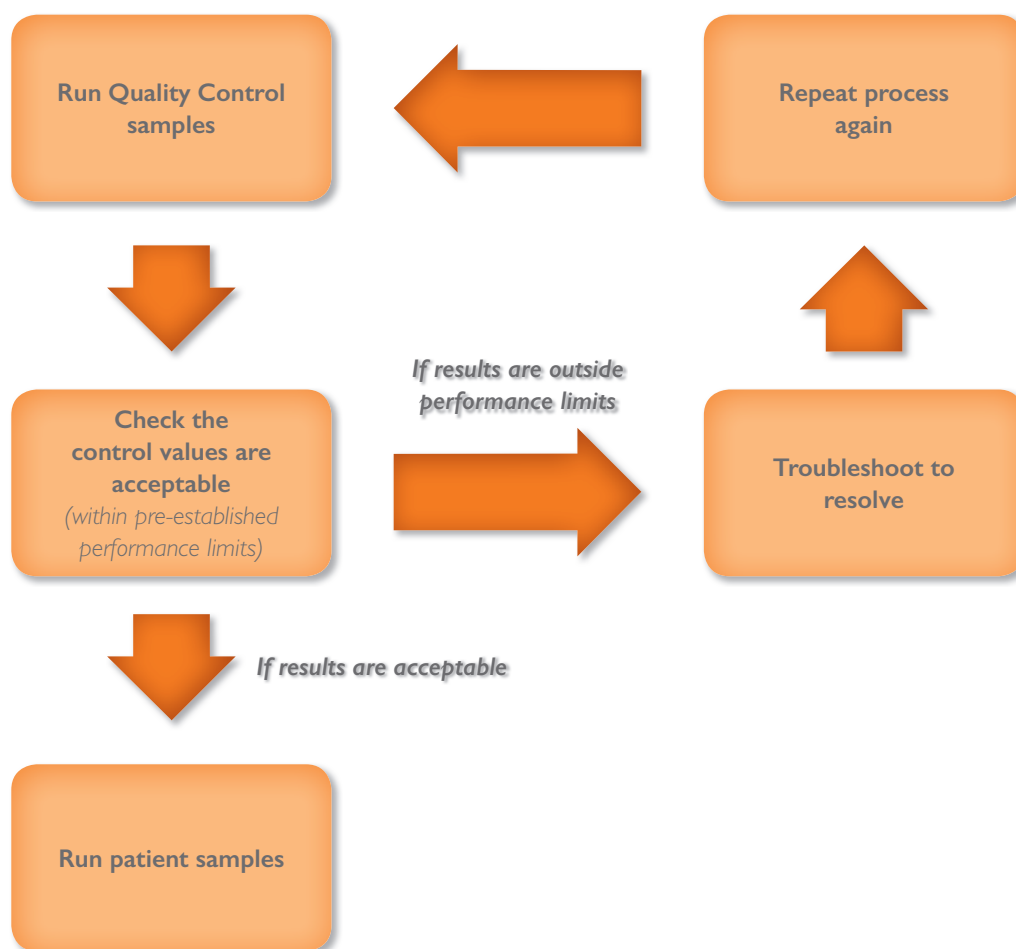 Run Quality Control
samples
Repeat process
again
If results are outside
performance limits
Check the
control values are
acceptable
(within pre-established
performance limits)
Troubleshoot to
resolve
If results are acceptable
Run patient samples